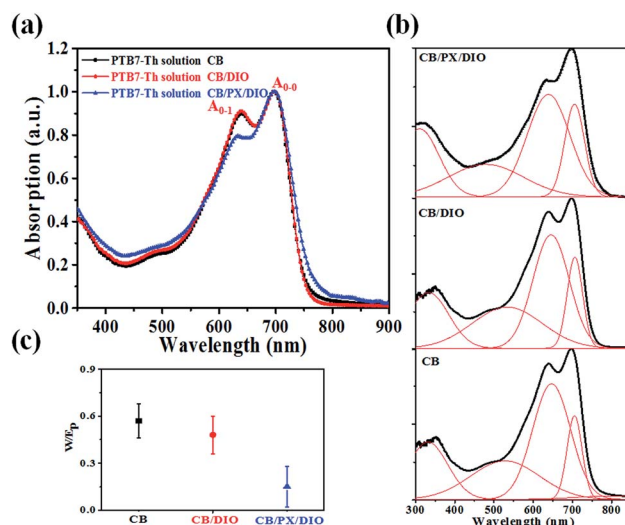 (a)
PTB7-Th solution CB
PTB7-Th solution CB/DIO
PTB7-Th solution CB/PX/DIO
A0-0
A0-1
Absorption (a.u.)
1.2
1.0
0.8
0.6
0.4
0.2
0.0
400 500 600 700 800 900
Wavelength (nm)
(b)
CB/PX/DIO
CB/DIO
CB
300 400 500 600 700 800 900
Wavelength (nm)
(c)
W/Ep
0.9
0.6
0.3
0.0
CB CB/DIO CB/PX/DIO